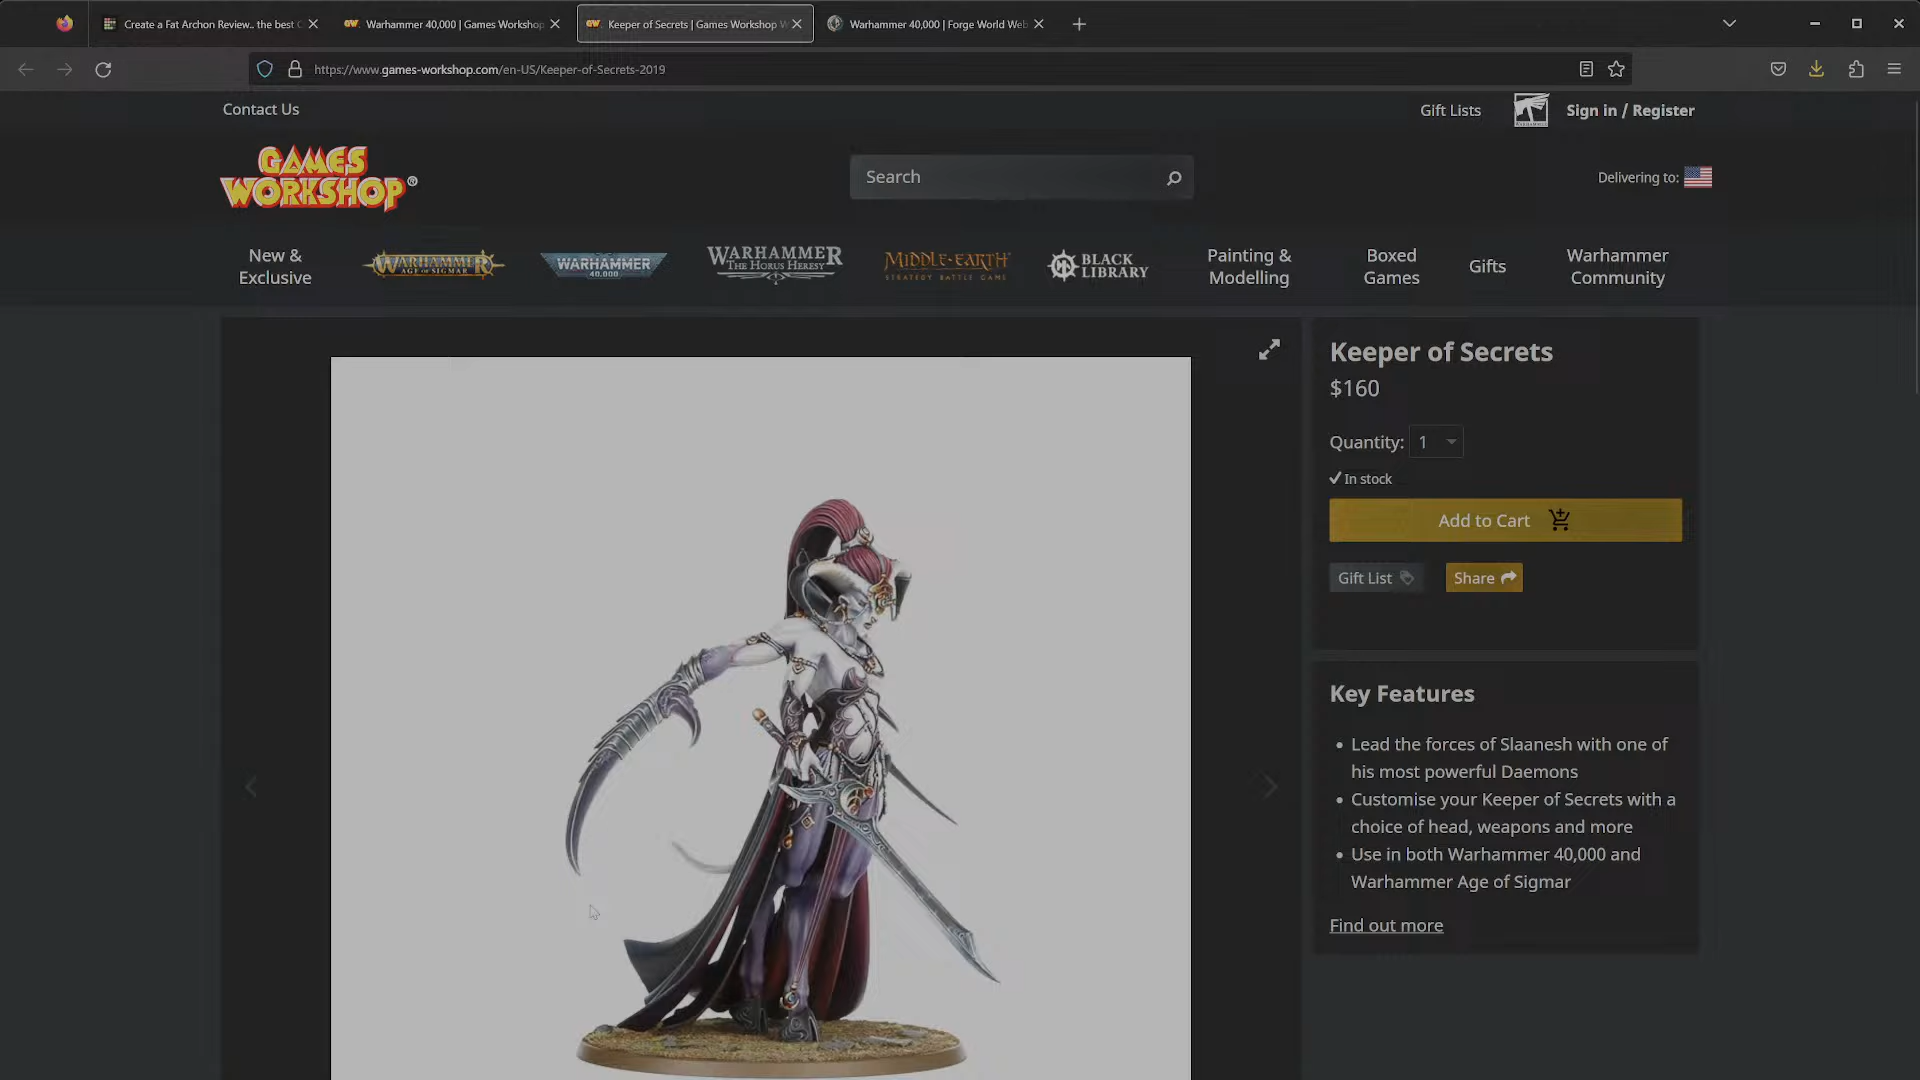 Create a Fat Archon Review.. the best C
Warhammer 40,000 | Games Workshop
Keeper of Secrets | Games Workshop W
Warhammer 40,000 | Forge World Web
https://www.games-workshop.com/en-US/Keeper-of-Secrets-2019
Contact Us
Gift Lists
Sign in / Register
GAMES
WORKSHOP®
Search
Delivering to:
New &
Exclusive
WARHAMMER
AGE OF SIGMAR
WARHAMMER
40,000
WARHAMMER
THE HORUS HERESY
MIDDLE-EARTH
STRATEGY BATTLE GAME
BLACK
LIBRARY
Painting &
Modelling
Boxed
Games
Gifts
Warhammer
Community
Keeper of Secrets
$160
Quantity: 1
In stock
Add to Cart
Gift List
Share
Key Features
• Lead the forces of Slaanesh with one of
his most powerful Daemons
• Customise your Keeper of Secrets with a
choice of head, weapons and more
• Use in both Warhammer 40,000 and
Warhammer Age of Sigmar
Find out more